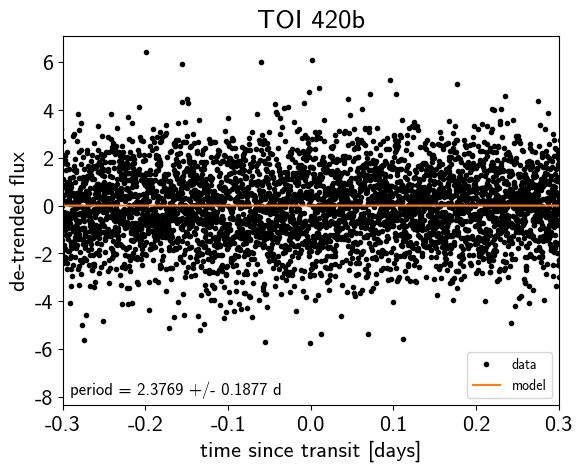 TOI 420b
6
4
2
0
-2
-4
-6
-8
de-trended flux
data
model
period = 2.3769 +/- 0.1877 d
-0.3
-0.2
-0.1
0.0
0.1
0.2
0.3
time since transit [days]